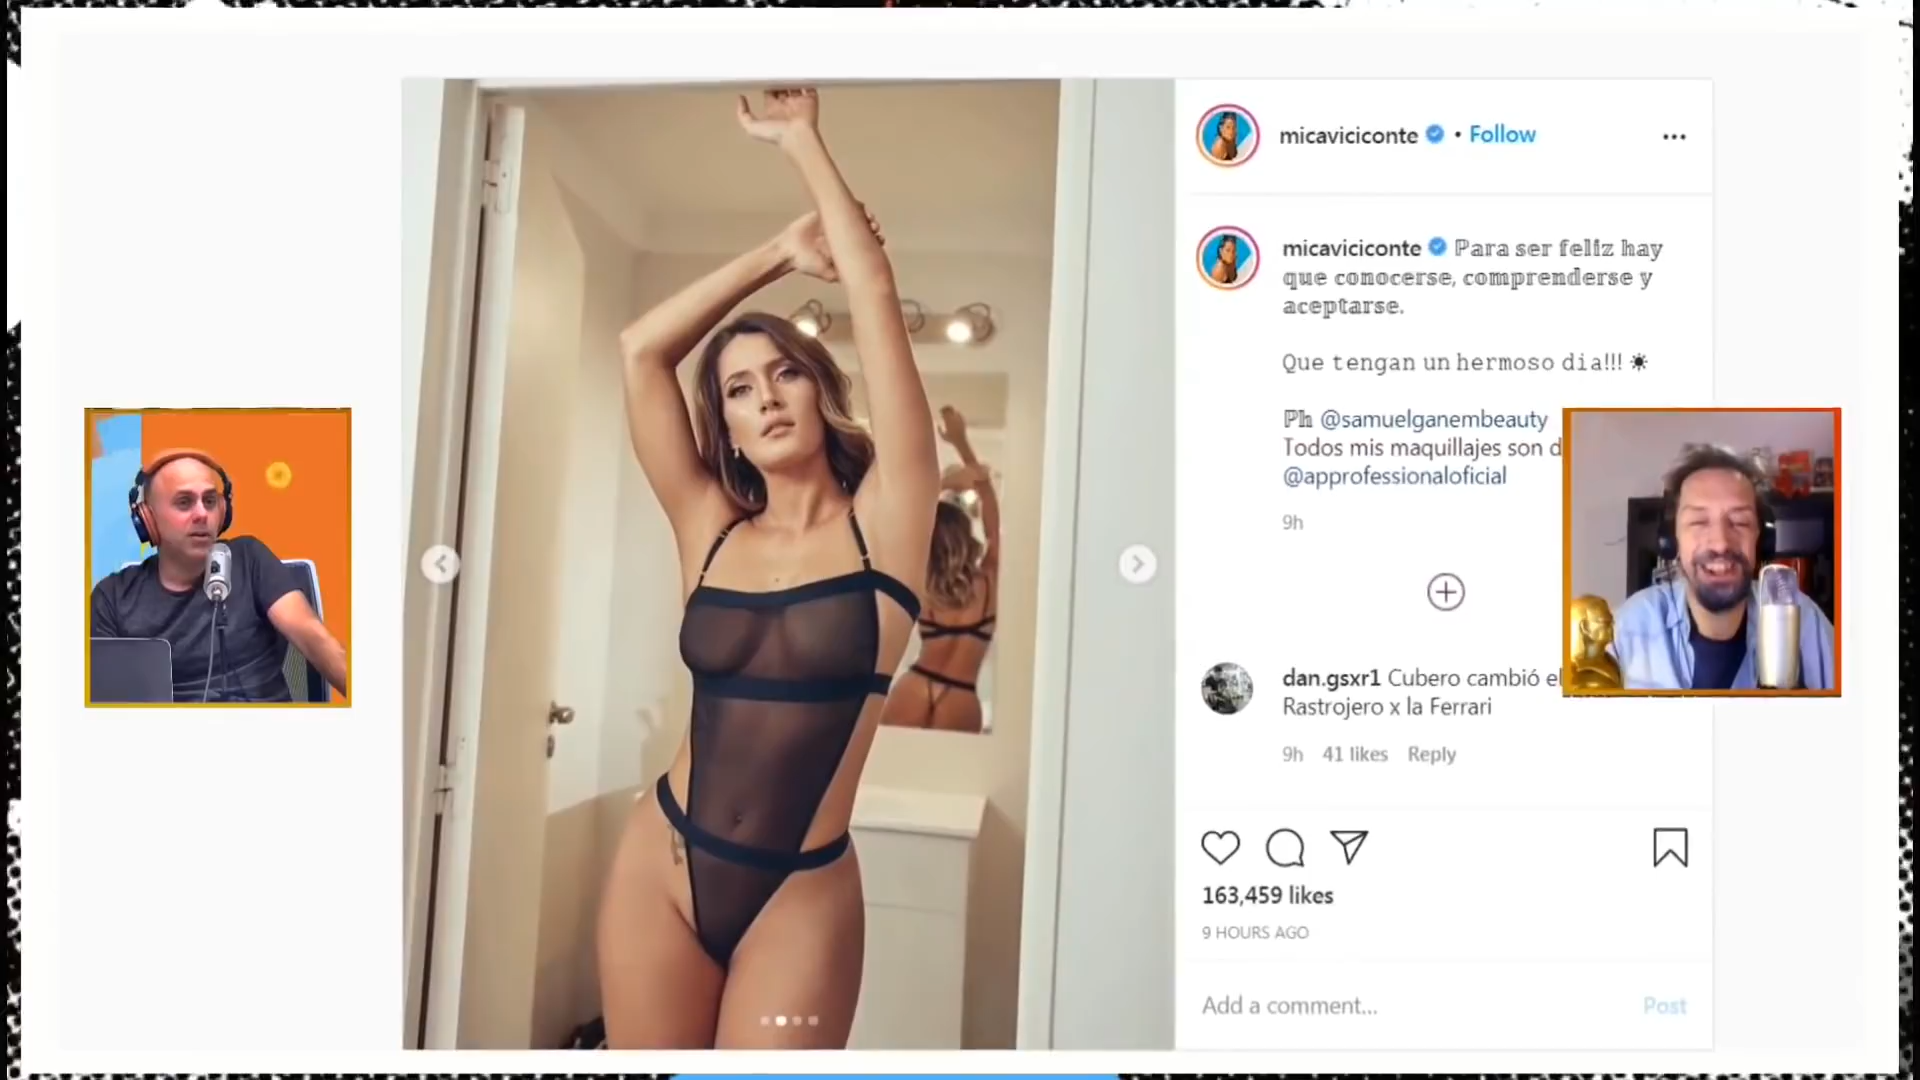 micaviciconte • Follow
micaviciconte Para ser feliz hay
que conocerse, comprenderse y
aceptarse.
Que tengan un hermoso dia!!! ☀
Ph @samuelganembeauty
Todos mis maquillajes son d
@approfessionaloficial
9h
dan.gsxr1 Cubero cambió el
Rastrojero x la Ferrari
9h 41 likes Reply
163,459 likes
9 HOURS AGO
Add a comment... Post